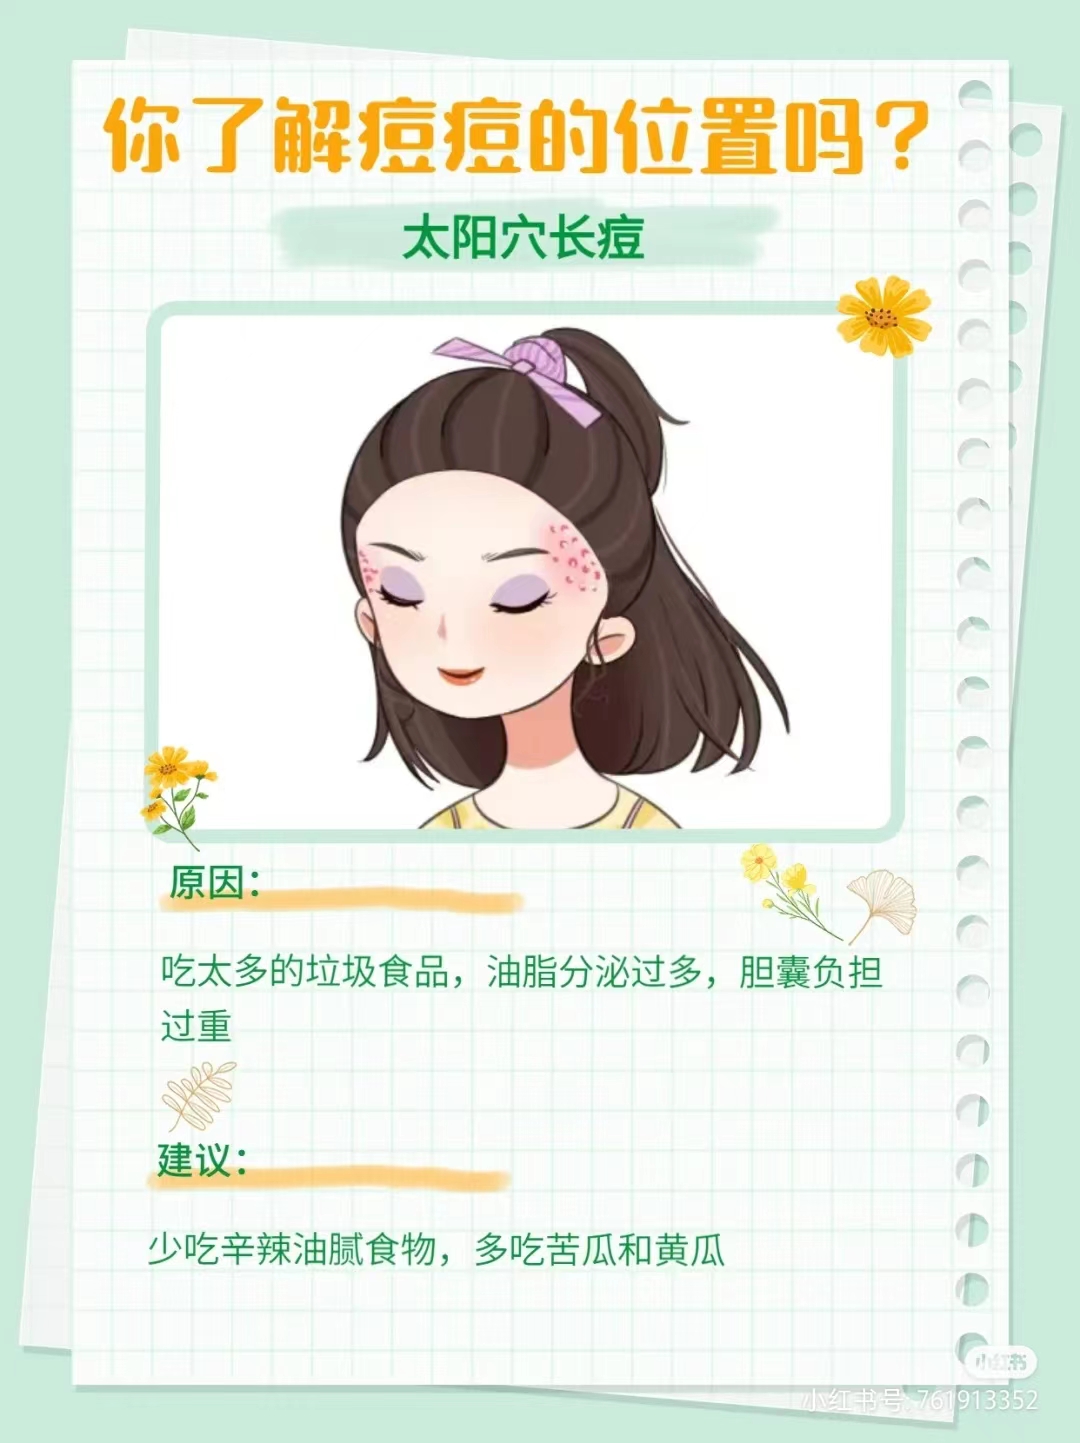 你了解痘痘的位置吗？
太阳穴长痘
原因：
吃太多的垃圾食品，油脂分泌过多，胆囊负担
过重
建议：
少吃辛辣油腻食物，多吃苦瓜和黄瓜
小红书
小红书号: 761913352